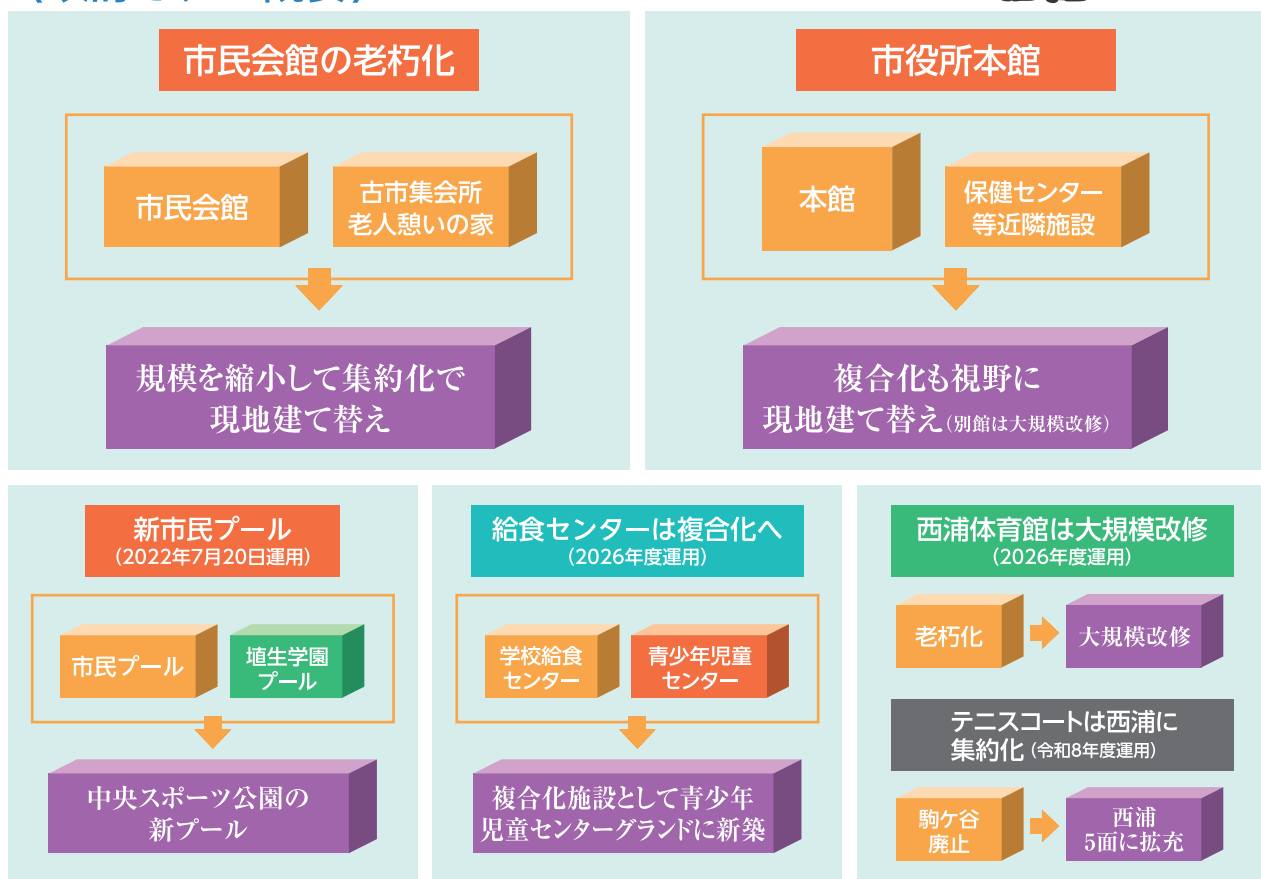 市民会館の老朽化
市民会館
古市集会所
老人憩いの家
規模を縮小して集約化で
現地建て替え
市役所本館
本館
保健センター
等近隣施設
複合化も視野に
現地建て替え(別館は大規模改修)
新市民プール
(2022年7月20日運用)
市民プール
埴生学園
プール
中央スポーツ公園の
新プール
給食センターは複合化へ
(2026年度運用)
学校給食
センター
青少年児童
センター
複合化施設として青少年
児童センターグランドに新築
西浦体育館は大規模改修
(2026年度運用)
老朽化
大規模改修
テニスコートは西浦に
集約化(令和8年度運用)
駒ケ谷
廃止
西浦
5面に拡充